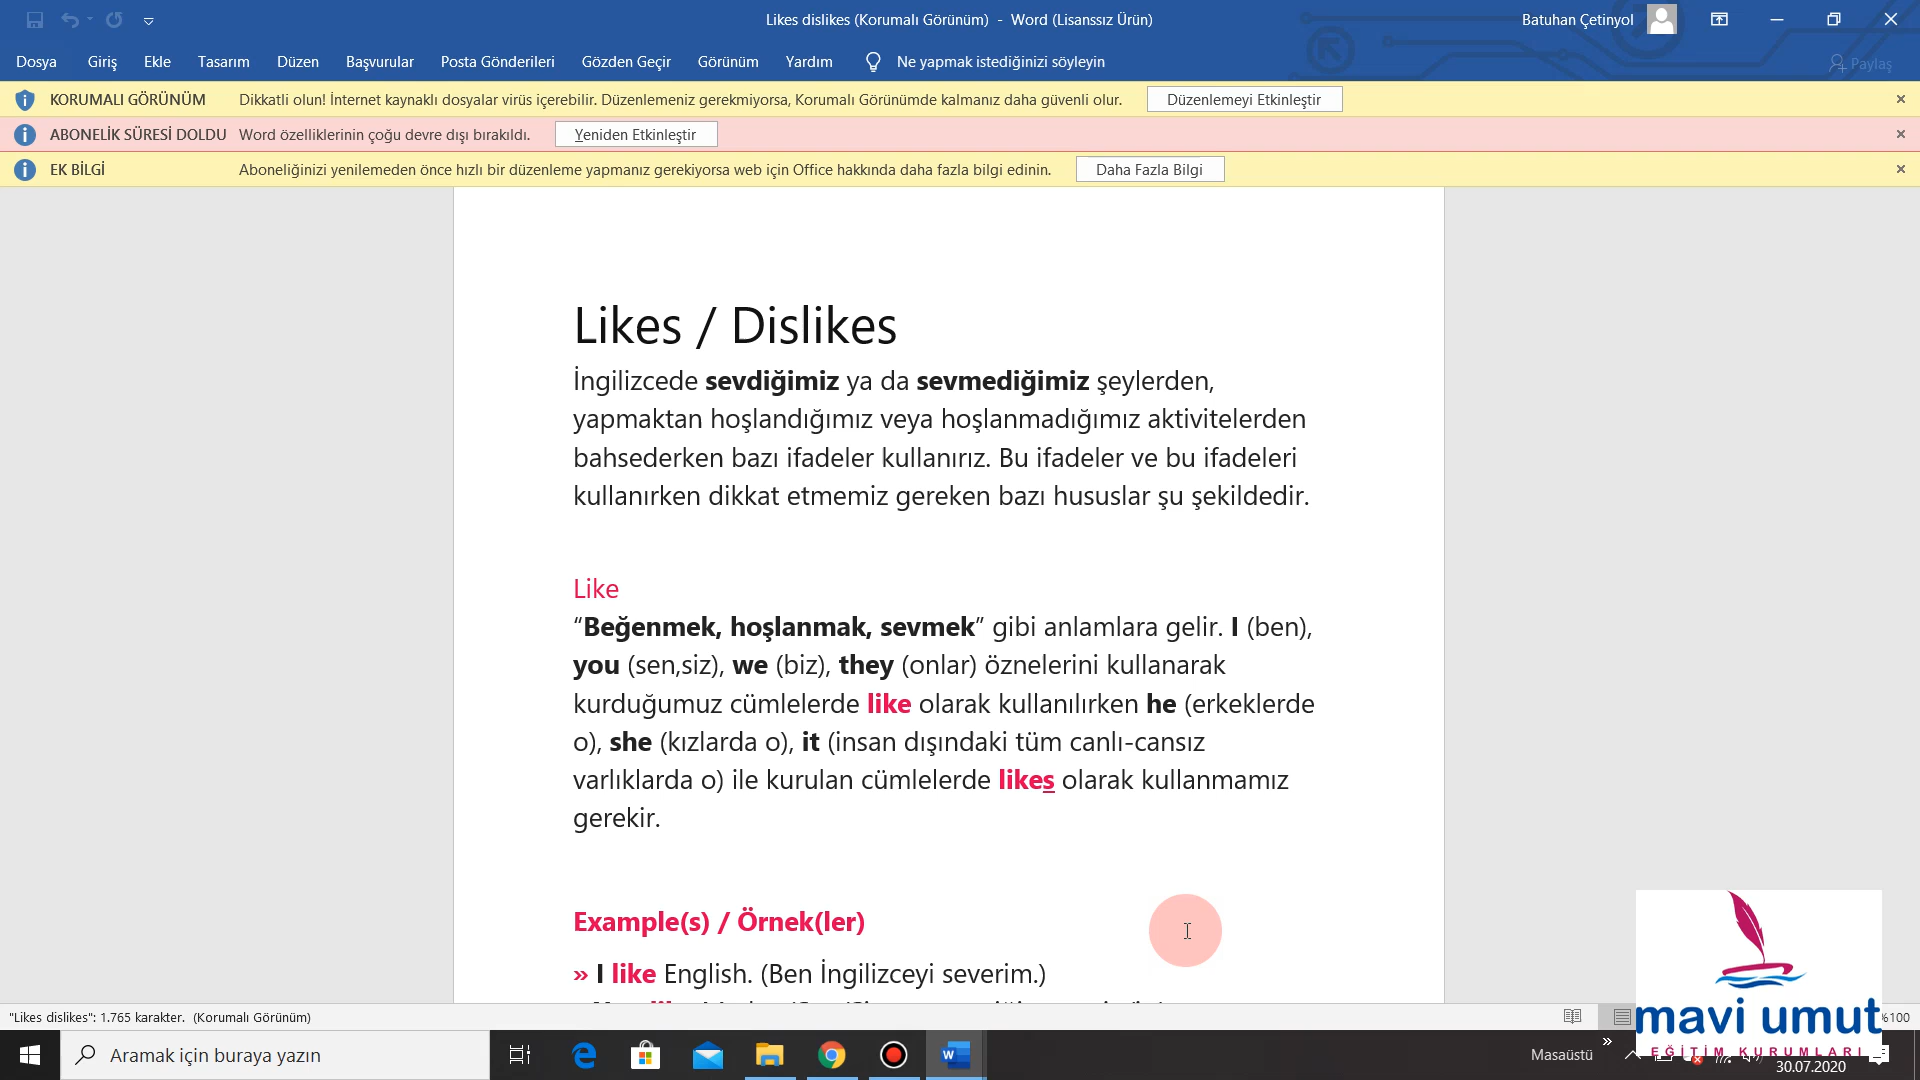 Likes dislikes (Korumalı Görünüm) - Word (Lisanssız Ürün)
Batuhan Çetinyol
Dosya Giriş Ekle Tasarım Düzen Başvurular Posta Gönderileri Gözden Geçir Görünüm Yardım Ne yapmak istediğinizi söyleyin Paylaş
KORUMALI GÖRÜNÜM Dikkatli olun! İnternet kaynaklı dosyalar virüs içerebilir. Düzenlemeniz gerekmiyorsa, Korumalı Görünümde kalmanız daha güvenli olur. Düzenlemeyi Etkinleştir
ABONELİK SÜRESİ DOLDU Word özelliklerinin çoğu devre dışı bırakıldı. Yeniden Etkinleştir
EK BİLGİ Aboneliğinizi yenilemeden önce hızlı bir düzenleme yapmanız gerekiyorsa web için Office hakkında daha fazla bilgi edinin. Daha Fazla Bilgi
Likes / Dislikes
İngilizcede sevdiğimiz ya da sevmediğimiz şeylerden,
yapmaktan hoşlandığımız veya hoşlanmadığımız aktivitelerden
bahsederken bazı ifadeler kullanırız. Bu ifadeler ve bu ifadeleri
kullanırken dikkat etmemiz gereken bazı hususlar şu şekildedir.
Like
“Beğenmek, hoşlanmak, sevmek” gibi anlamlara gelir. I (ben),
you (sen,siz), we (biz), they (onlar) öznelerini kullanarak
kurduğumuz cümlelerde like olarak kullanılırken he (erkeklerde
o), she (kızlarda o), it (insan dışındaki tüm canlı-cansız
varlıklarda o) ile kurulan cümlelerde likes olarak kullanmamız
gerekir.
Example(s) / Örnek(ler)
» I like English. (Ben İngilizceyi severim.)
"Likes dislikes": 1.765 karakter. (Korumalı Görünüm)
%100
mavi umut
EĞİTİM KURUMLARI
Aramak için buraya yazın
Masaüstü
30.07.2020